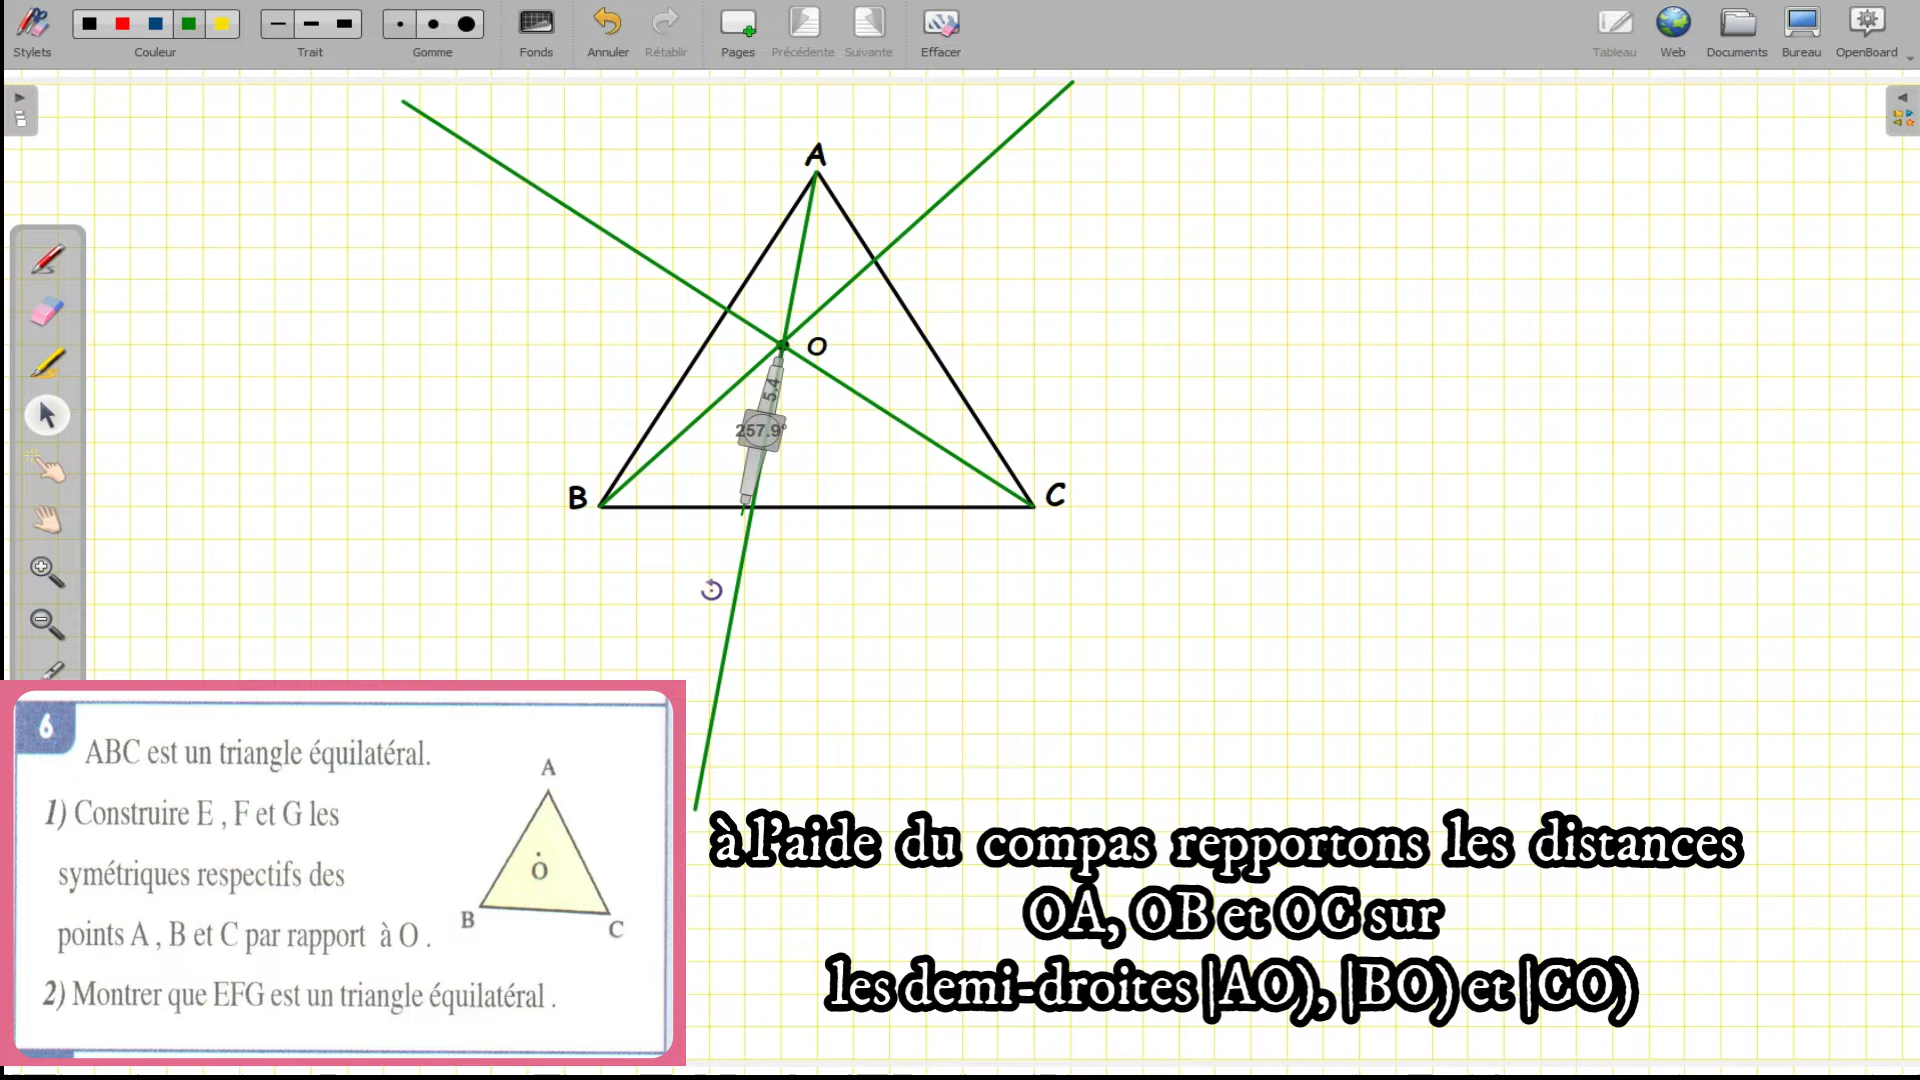 Stylets
Couleur
Trait
Gomme
Fonds
Annuler
Rétablir
Pages
Précédente
Suivante
Effacer
Tableau
Web
Documents
Bureau
OpenBoard
A
O
5.4
257.9°
B
C
6
ABC est un triangle équilatéral.
1) Construire E , F et G les
symétriques respectifs des
points A , B et C par rapport à O .
2) Montrer que EFG est un triangle équilatéral .
A
O
B
C
à l'aide du compas repportons les distances
OA, OB et OC sur
les demi-droites |AO), |BO) et |CO)